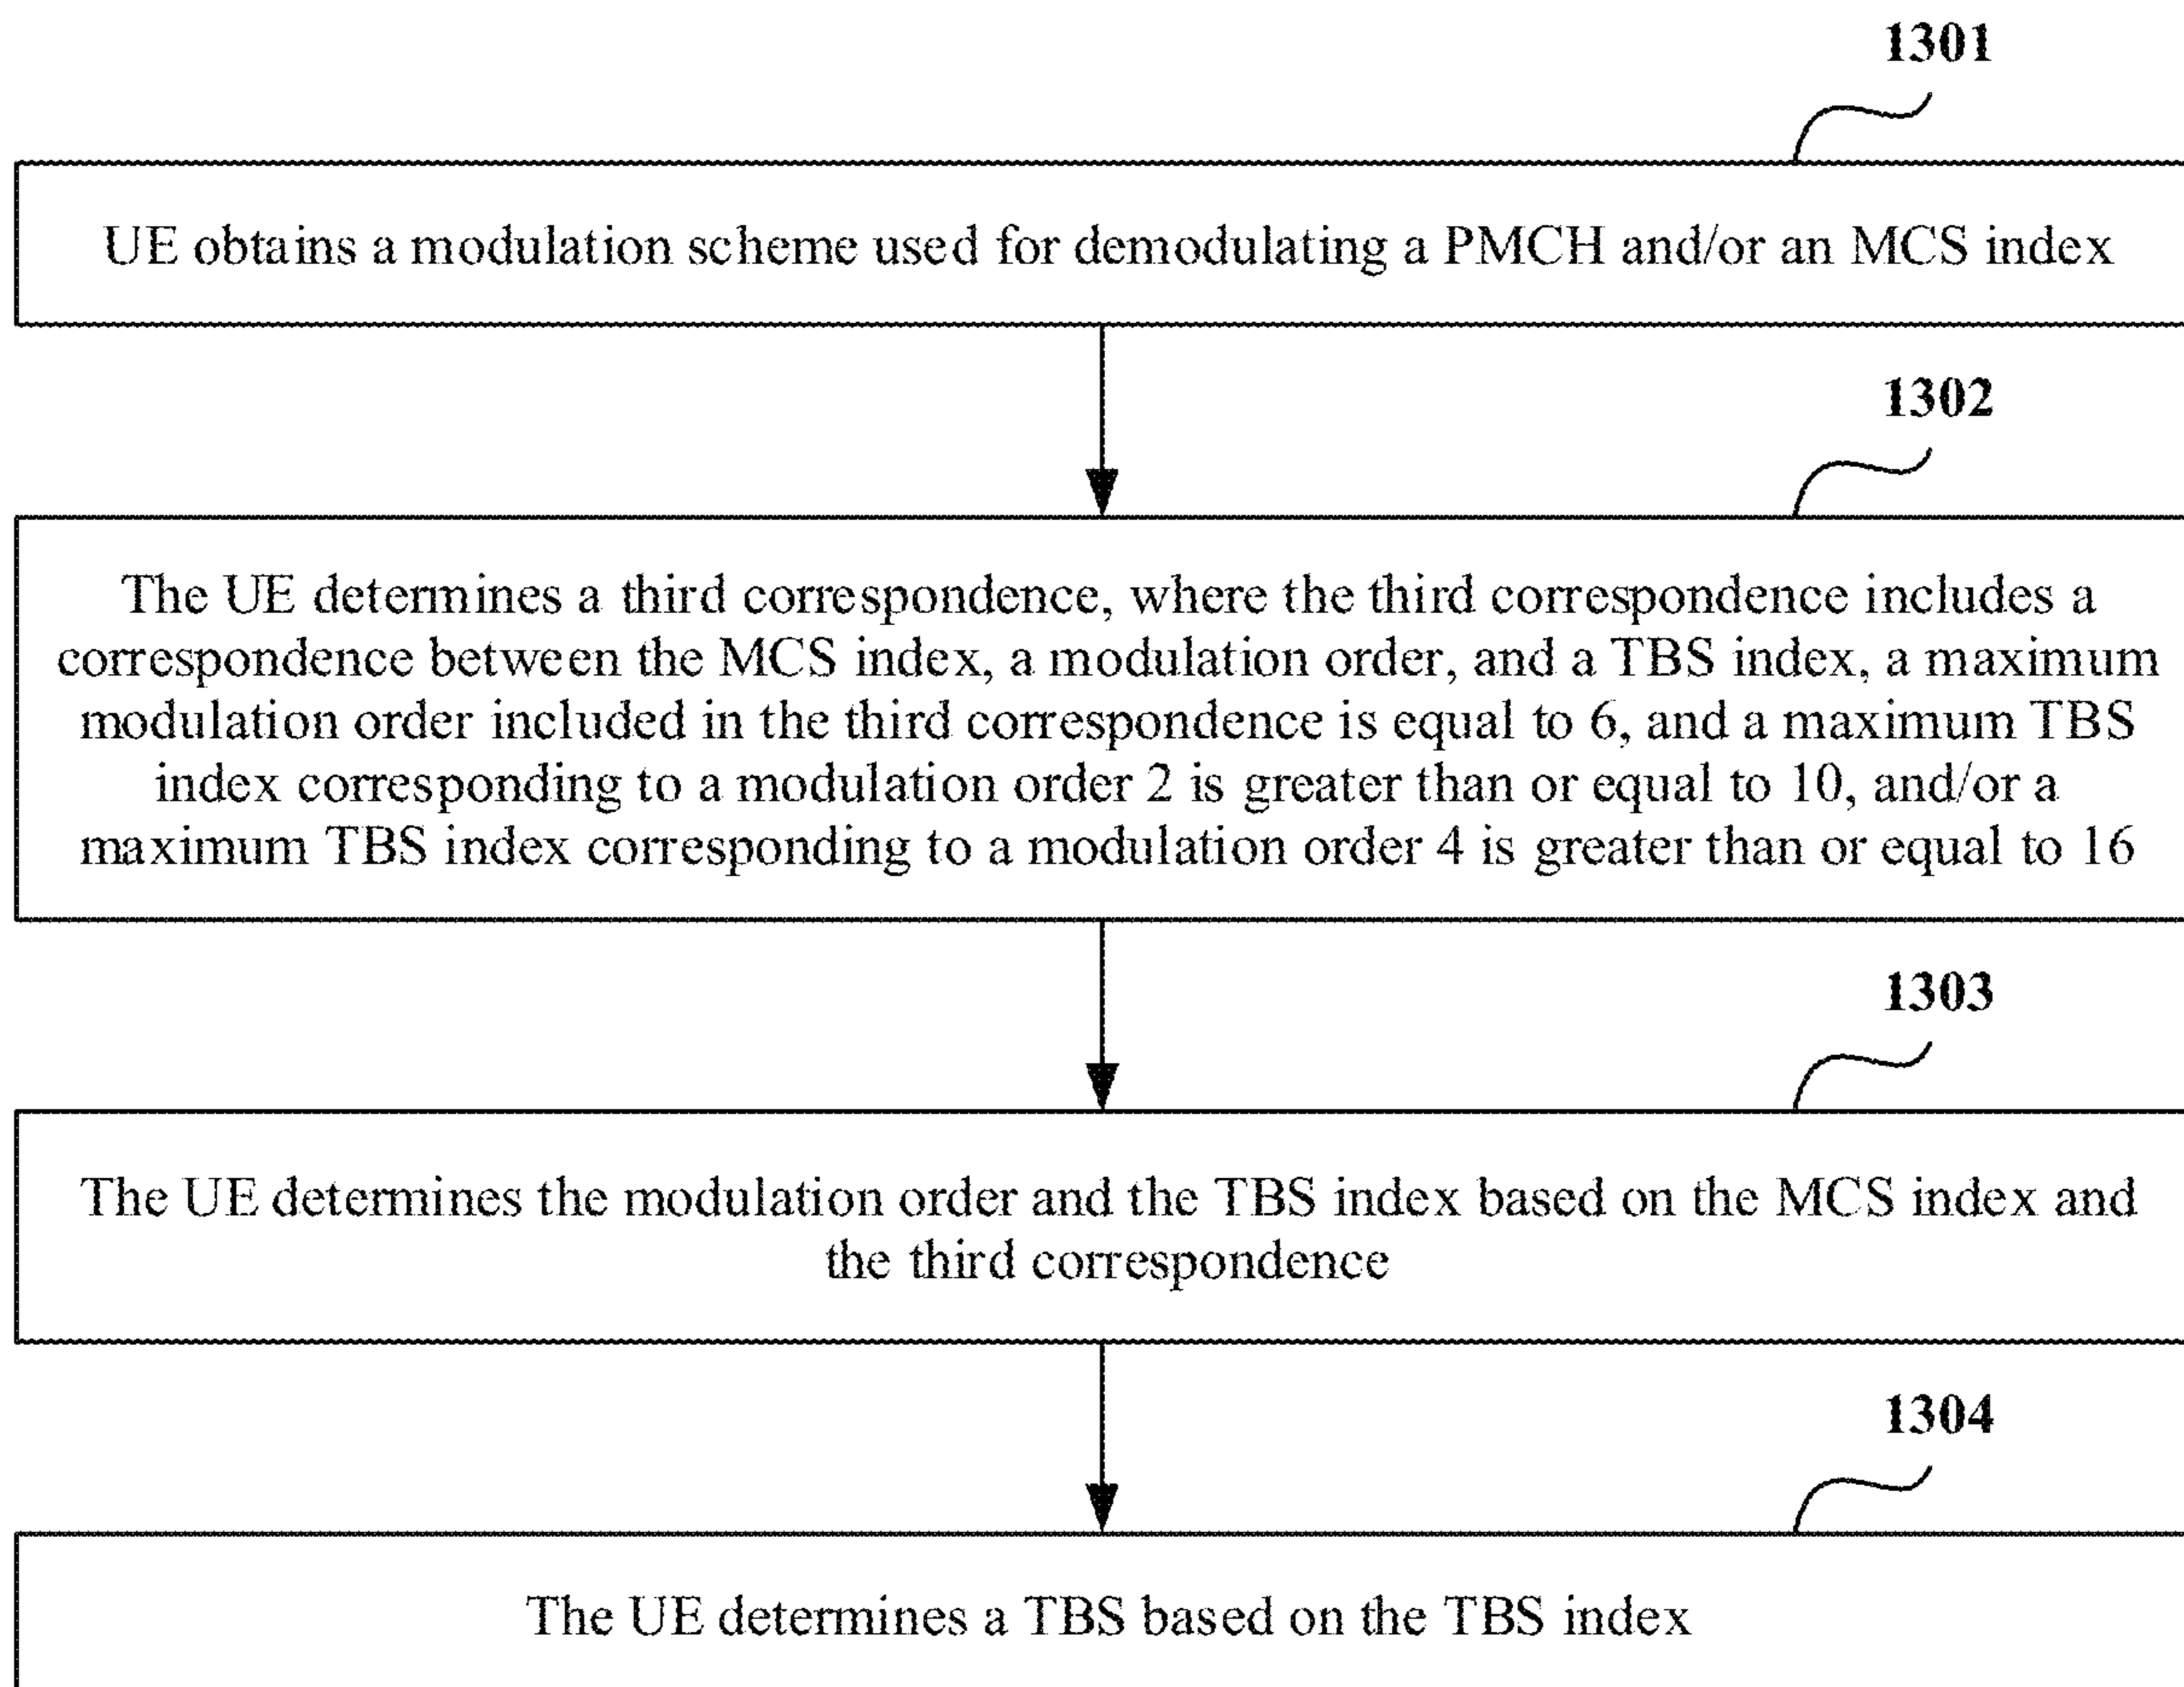 1301
UE obtains a modulation scheme used for demodulating a PMCH and/or an MCS index
1302
The UE determines a third correspondence, where the third correspondence includes a
correspondence between the MCS index, a modulation order, and a TBS index, a maximum
modulation order included in the third correspondence is equal to 6, and a maximum TBS
index corresponding to a modulation order 2 is greater than or equal to 10, and/or a
maximum TBS index corresponding to a modulation order 4 is greater than or equal to 16
1303
The UE determines the modulation order and the TBS index based on the MCS index and
the third correspondence
1304
The UE determines a TBS based on the TBS index